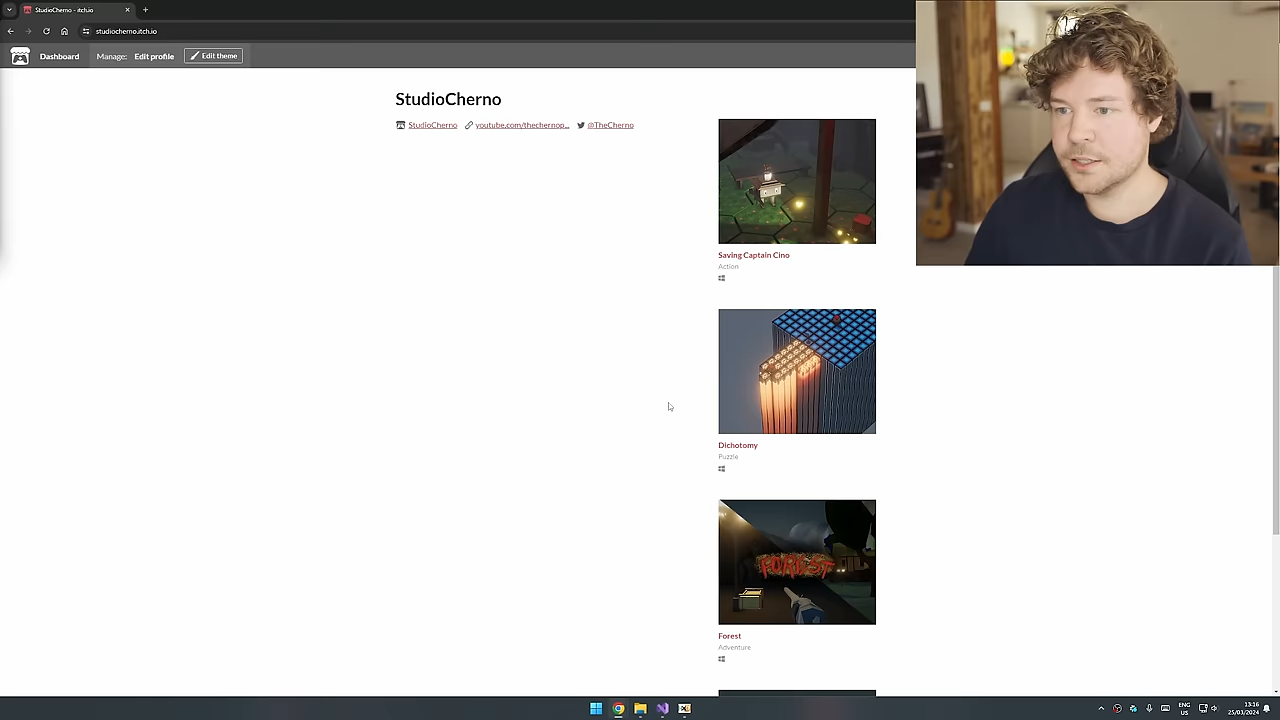 StudioCherno - itch.io
studiocherno.itch.io
Dashboard
Manage: Edit profile
Edit theme
StudioCherno
StudioCherno
youtube.com/thechernop...
@TheCherno
Saving Captain Cino
Action
Dichotomy
Puzzle
FOREST
Forest
Adventure
ENG
US
13:16
25/03/2024